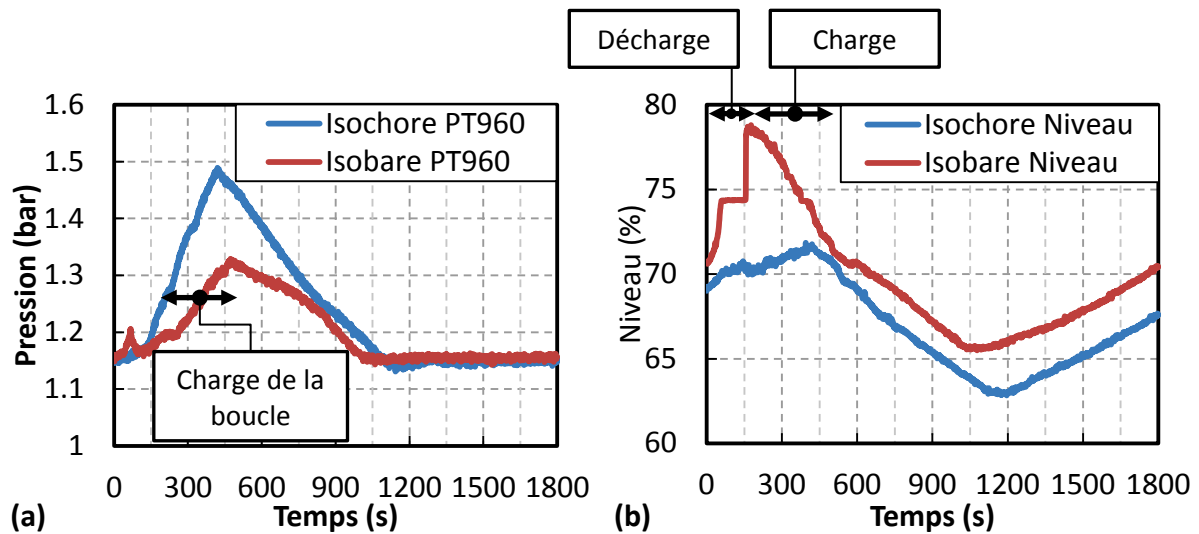 Décharge
Charge
1.6
1.5
1.4
1.3
1.2
1.1
1
Pression (bar)
Isochore PT960
Isobare PT960
Charge de la
boucle
0 300 600 900 1200 1500 1800
Temps (s)
(a)
80
75
70
65
60
Niveau (%)
Isochore Niveau
Isobare Niveau
0 300 600 900 1200 1500 1800
Temps (s)
(b)